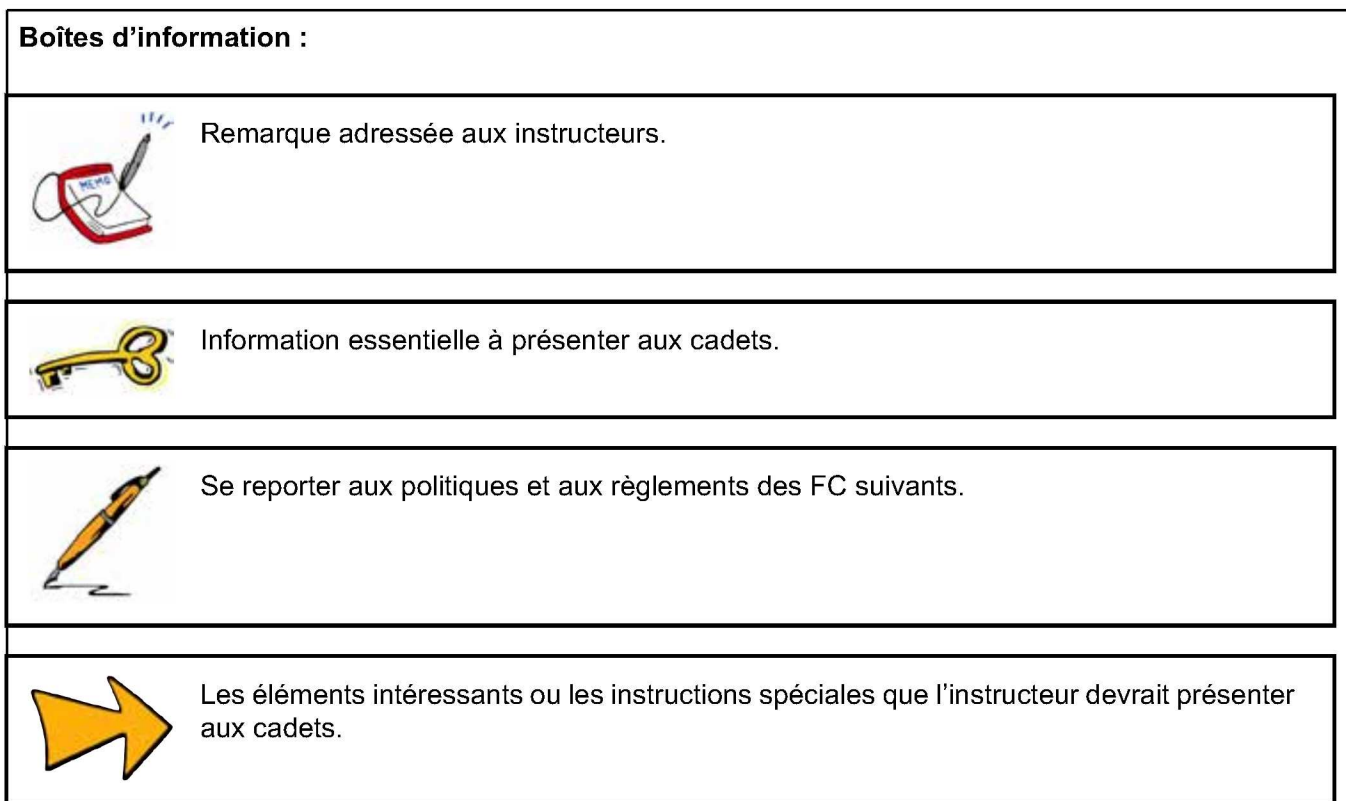 Boîtes d'information :
Remarque adressée aux instructeurs.
MEMO
Information essentielle à présenter aux cadets.
Se reporter aux politiques et aux règlements des FC suivants.
Les éléments intéressants ou les instructions spéciales que l'instructeur devrait présenter
aux cadets.